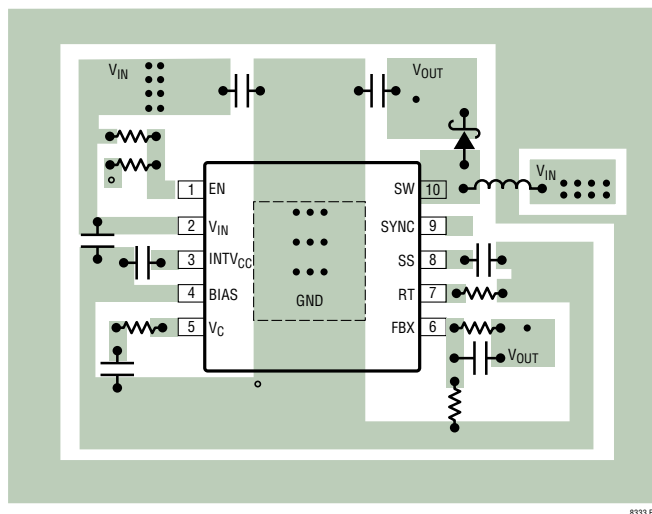 VIN
VOUT
VIN
1 EN
2 VIN
3 INTVCC
4 BIAS
5 VC
SW 10
SYNC 9
SS 8
RT 7
FBX 6
GND
VOUT